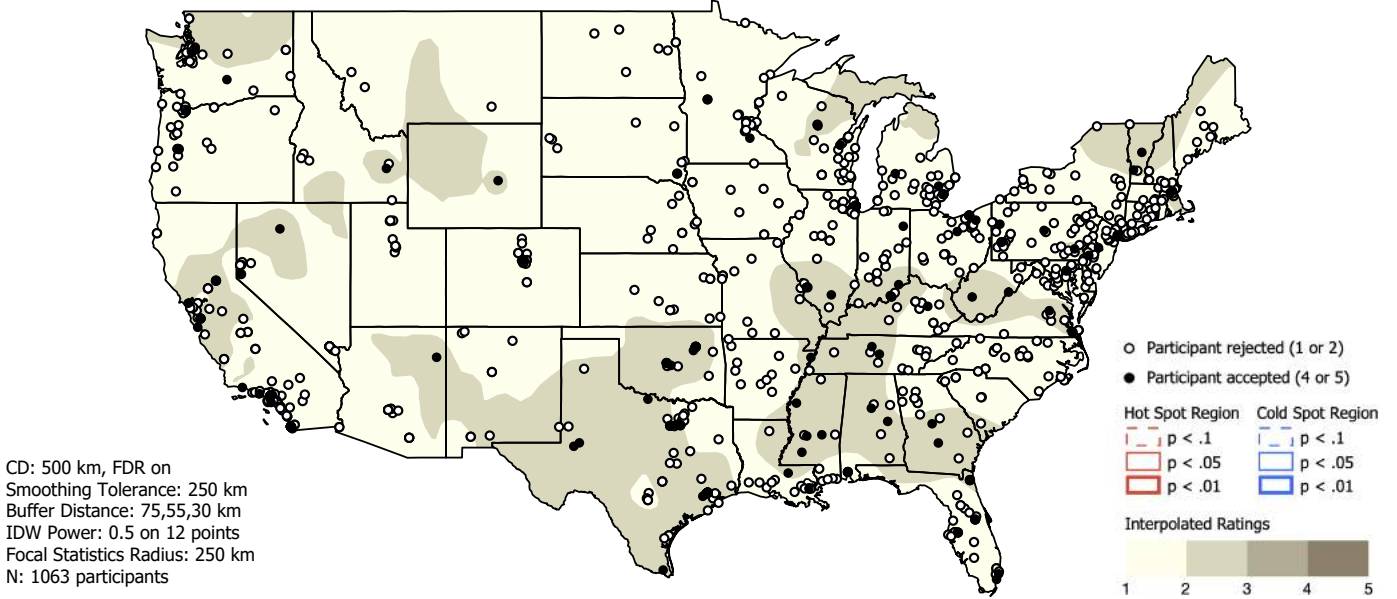 CD: 500 km, FDR on
Smoothing Tolerance: 250 km
Buffer Distance: 75,55,30 km
IDW Power: 0.5 on 12 points
Focal Statistics Radius: 250 km
N: 1063 participants
Participant rejected (1 or 2)
Participant accepted (4 or 5)
Hot Spot Region Cold Spot Region
p < .1 p < .1
p < .05 p < .05
p < .01 p < .01
Interpolated Ratings
1 2 3 4 5